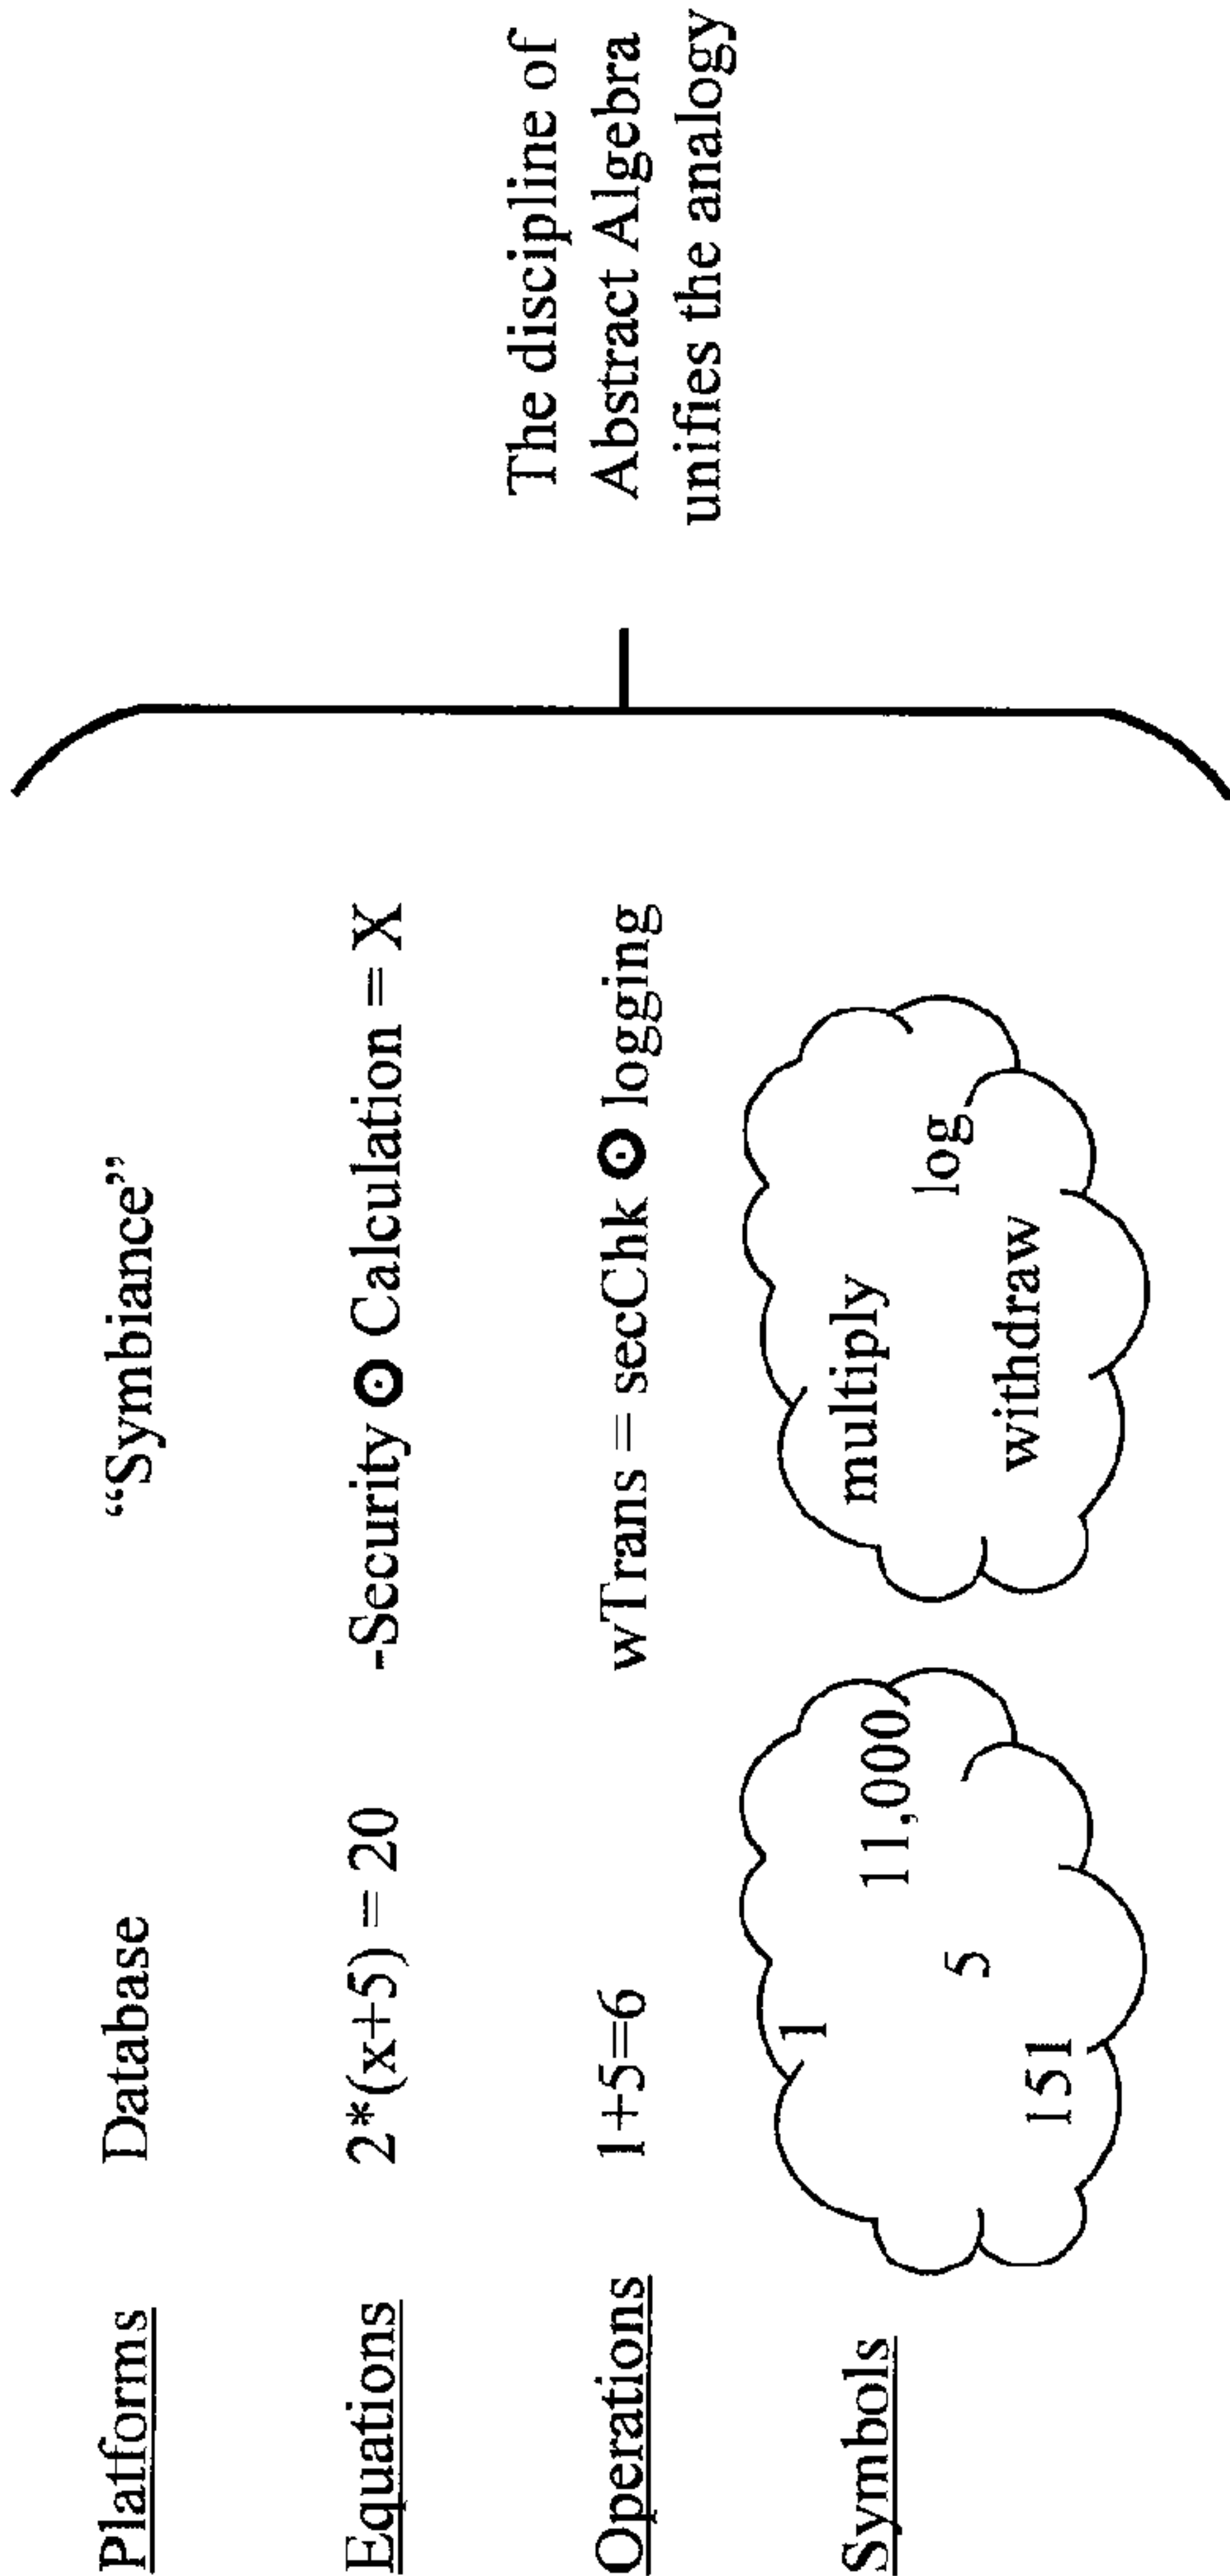 Platforms Database “Symbiance”
Equations 2*(x+5) = 20 -Security ⊙ Calculation = X
Operations 1+5=6 wTrans = secChk ⊙ logging
Symbols
1
11,000
5
151
multiply
log
withdraw
The discipline of
Abstract Algebra
unifies the analogy